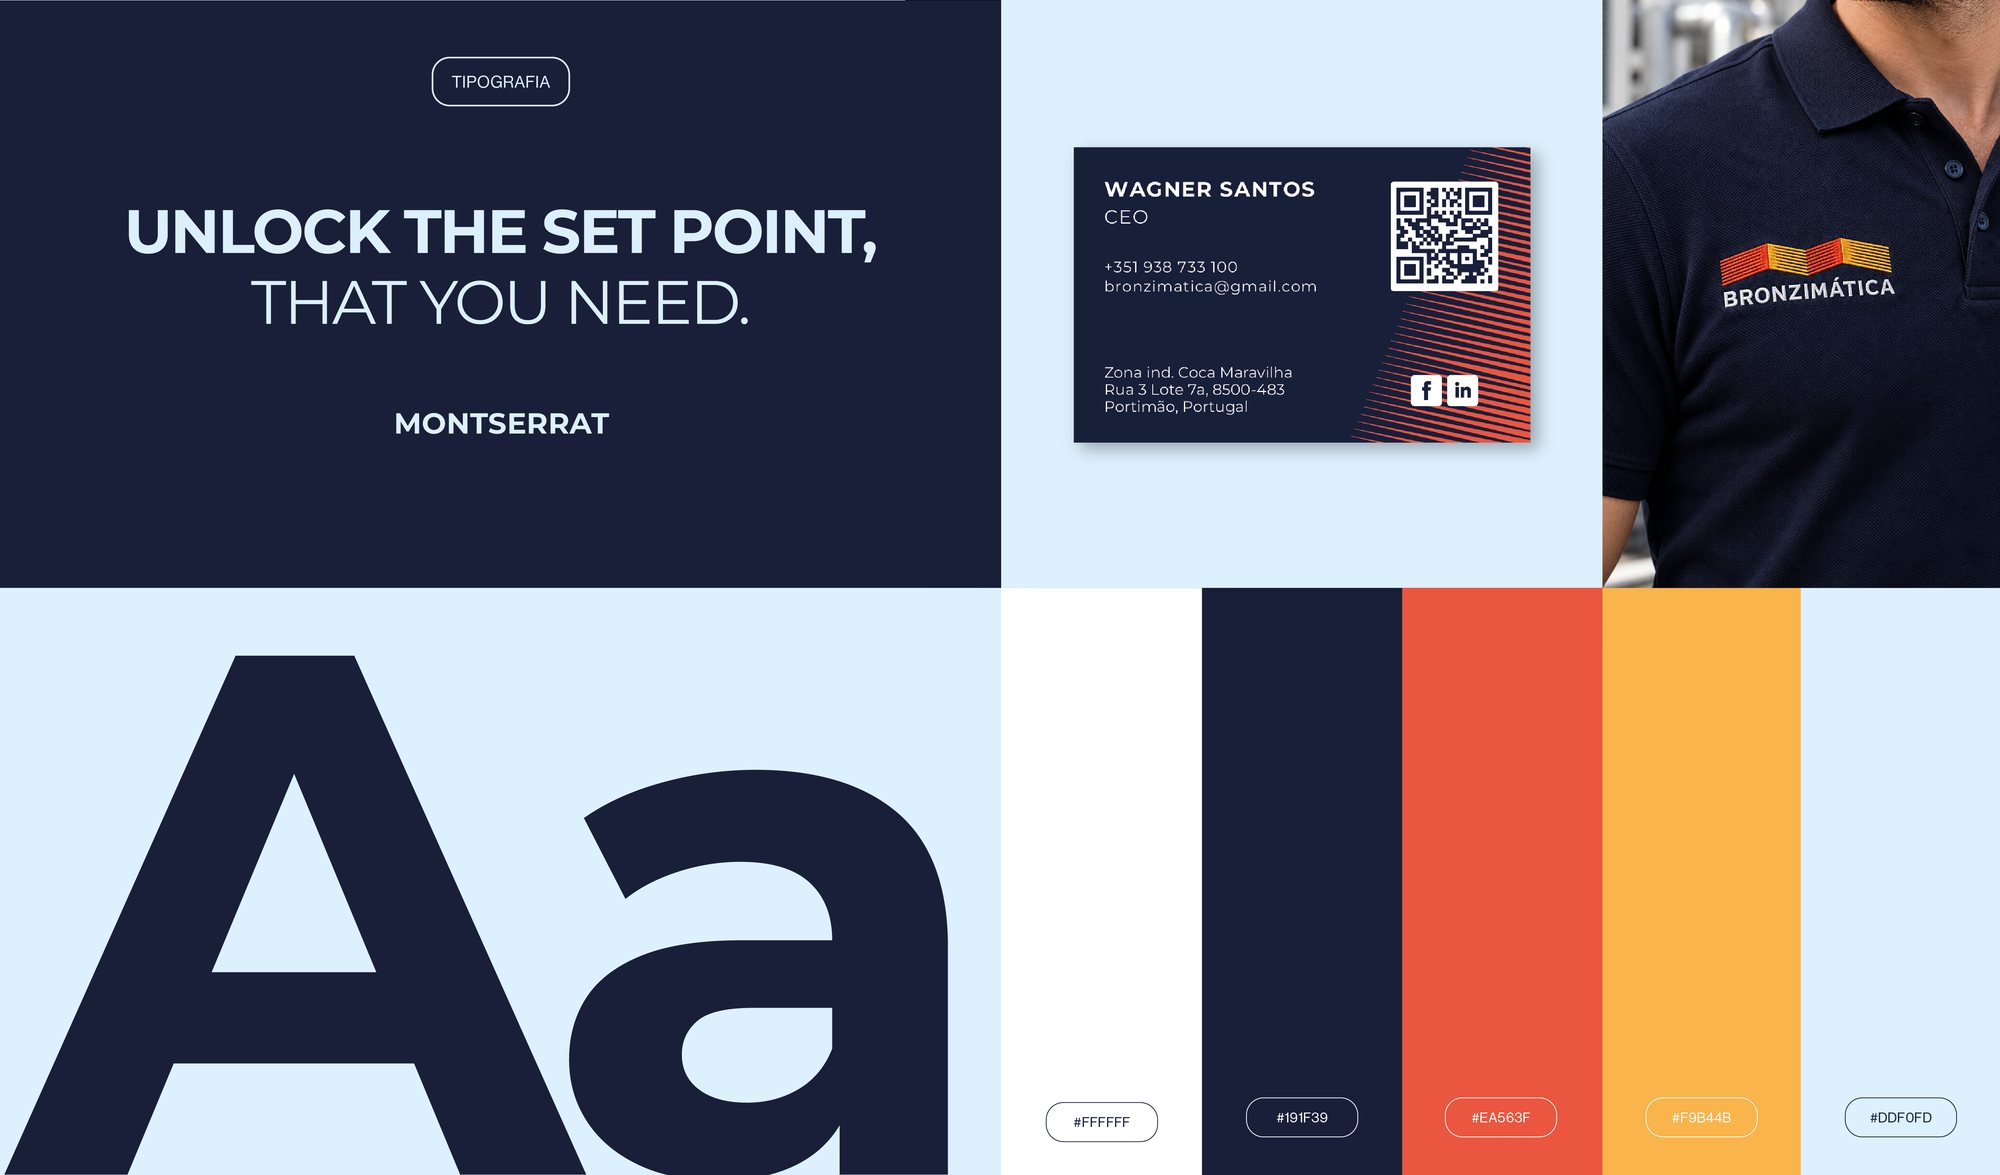 TIPOGRAFIA
UNLOCK THE SET POINT,
THAT YOU NEED.
MONTSERRAT
WAGNER SANTOS
CEO
+351 938 733 100
bronzimatica@gmail.com
Zona ind. Coca Maravilha
Rua 3 Lote 7a, 8500-483
Portimão, Portugal
f in
BRONZIMÁTICA
Aa
#FFFFFF
#191F39
#EA563F
#F9B44B
#DDF0FD